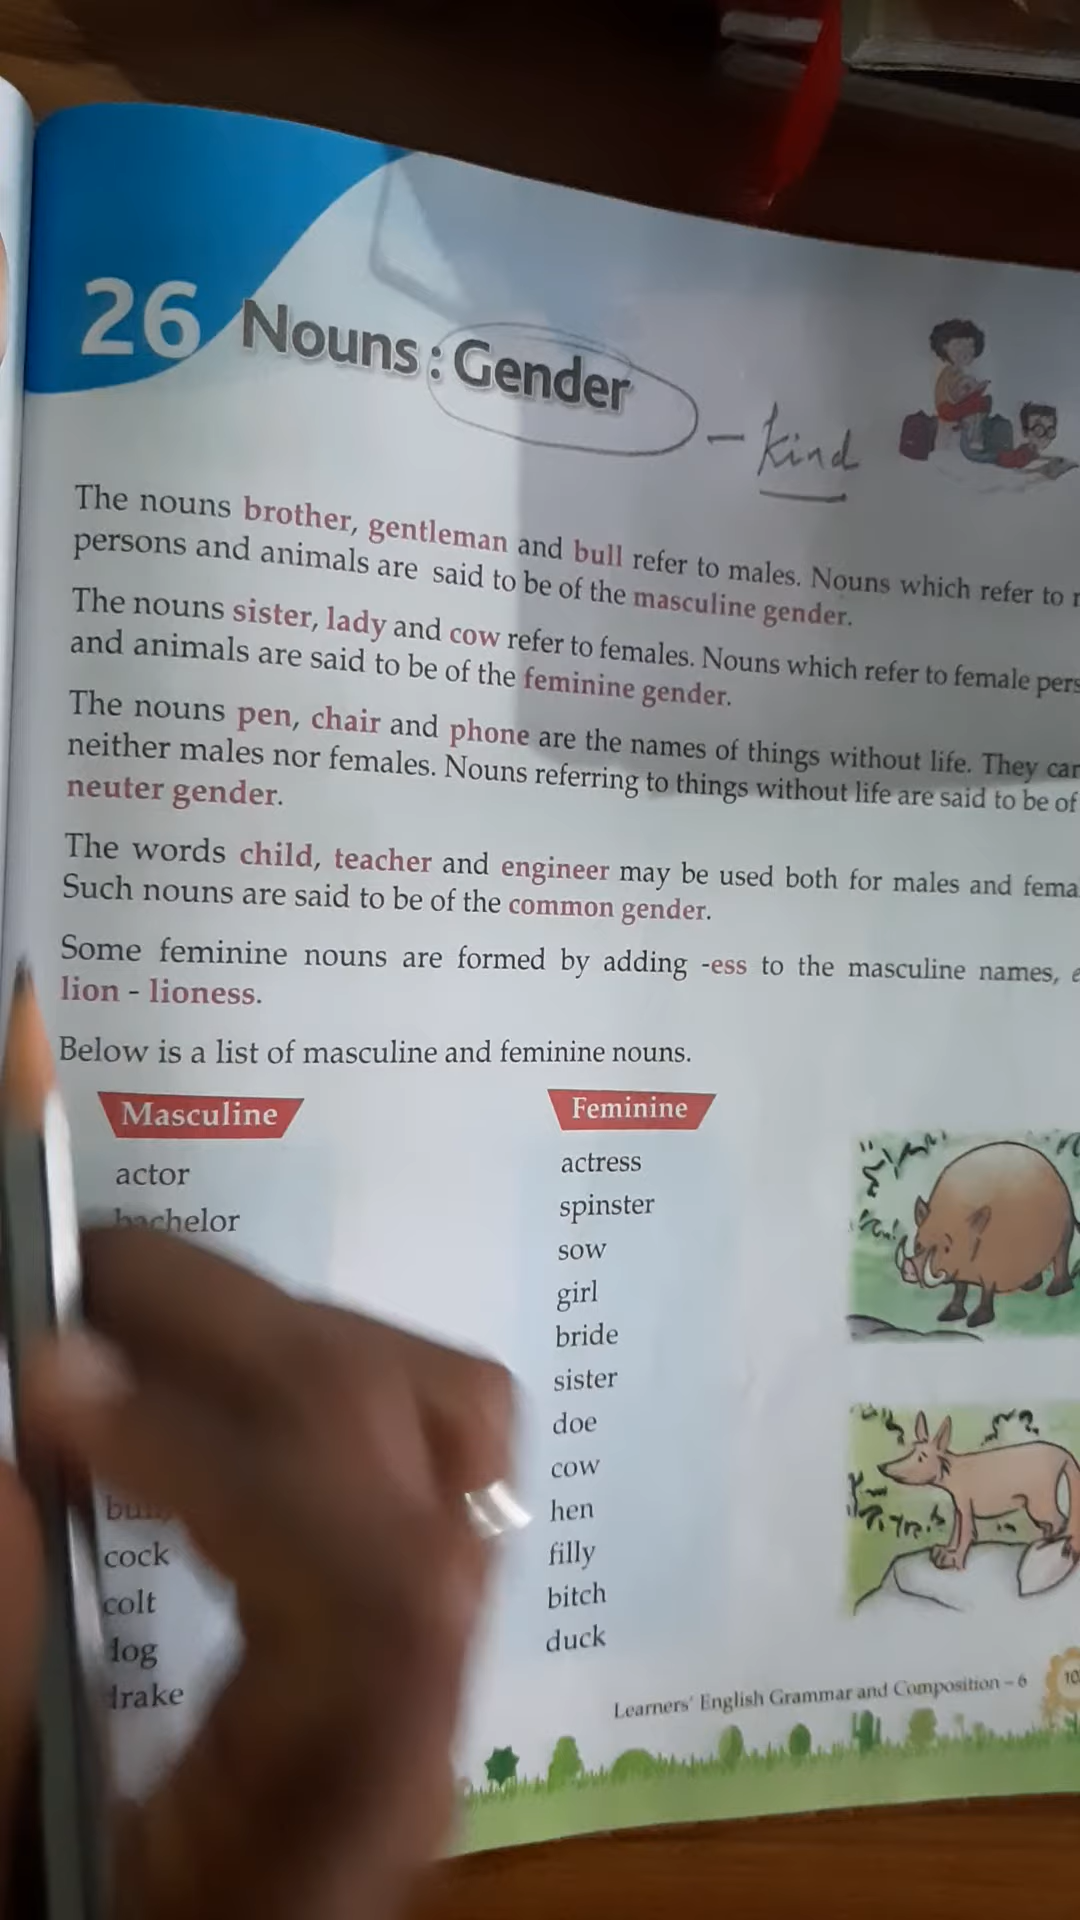 26 Nouns : Gender
– Kind
The nouns brother, gentleman and bull refer to males. Nouns which refer to
persons and animals are said to be of the masculine gender.
The nouns sister, lady and cow refer to females. Nouns which refer to female
and animals are said to be of the feminine gender.
The nouns pen, chair and phone are the names of things without life. They
neither males nor females. Nouns referring to things without life are said to be of
neuter gender.
The words child, teacher and engineer may be used both for males and
Such nouns are said to be of the common gender.
Some feminine nouns are formed by adding -ess to the masculine names,
lion - lioness.
Below is a list of masculine and feminine nouns.
Masculine Feminine
actor actress
bachelor spinster
sow
girl
bride
sister
doe
cow
hen
cock filly
colt bitch
duck
Learners' English Grammar and Composition – 6